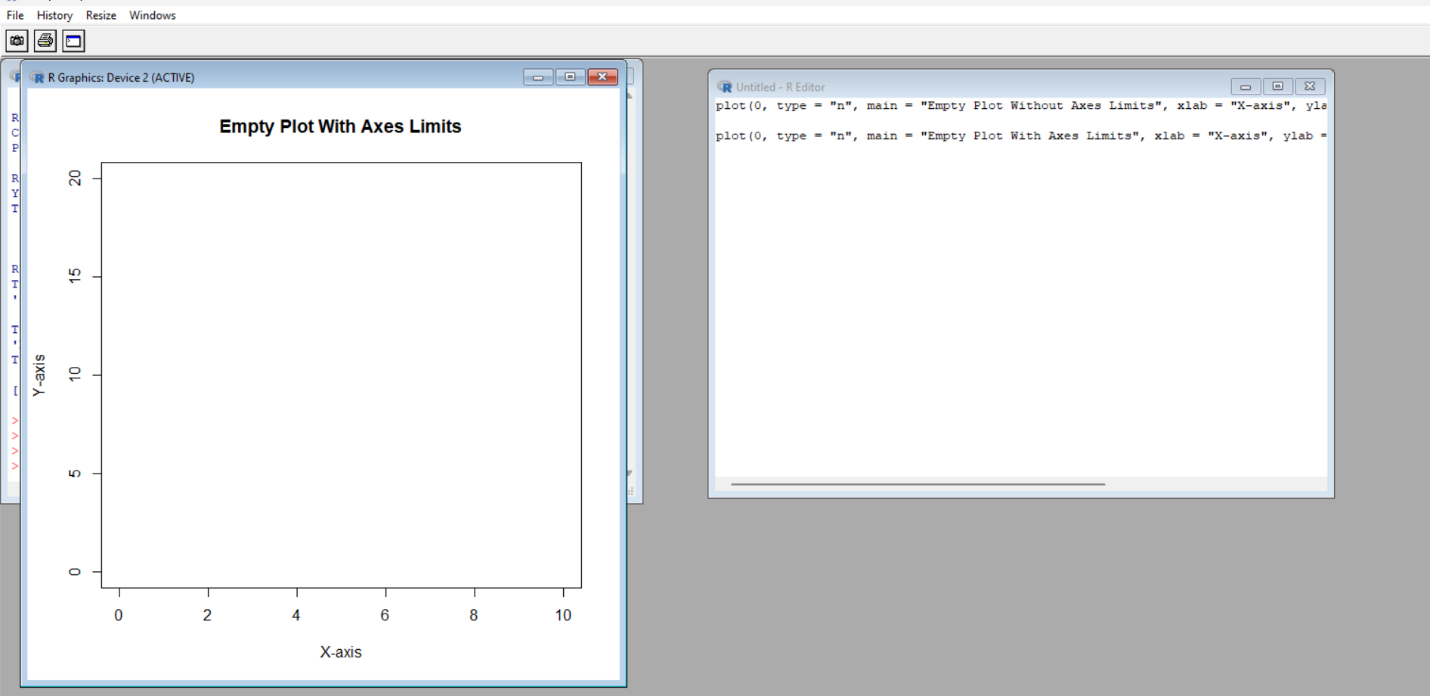 File History Resize Windows
R Graphics: Device 2 (ACTIVE)
Empty Plot With Axes Limits
20
15
10
5
0
Y-axis
0 2 4 6 8 10
X-axis
R
C
P
R
Y
T
R
T
'
T
'
T
[
>
>
>
>
Untitled - R Editor
plot(0, type = "n", main = "Empty Plot Without Axes Limits", xlab = "X-axis", yla
plot(0, type = "n", main = "Empty Plot With Axes Limits", xlab = "X-axis", ylab =